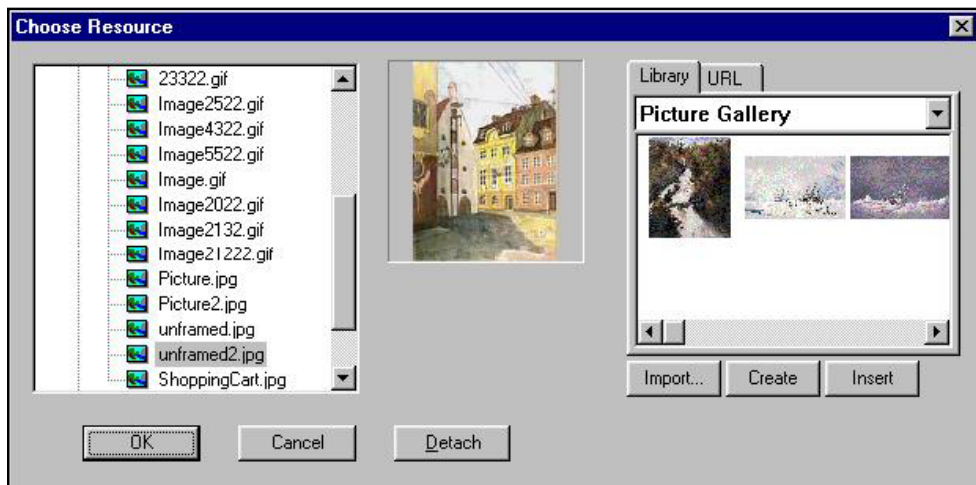 Choose Resource
23322.gif
Image2522.gif
Image4322.gif
Image5522.gif
Image.gif
Image2022.gif
Image2132.gif
Image21222.gif
Picture.jpg
Picture2.jpg
unframed.jpg
unframed2.jpg
ShoppingCart.jpg
Library URL
Picture Gallery
Import... Create Insert
OK Cancel Detach